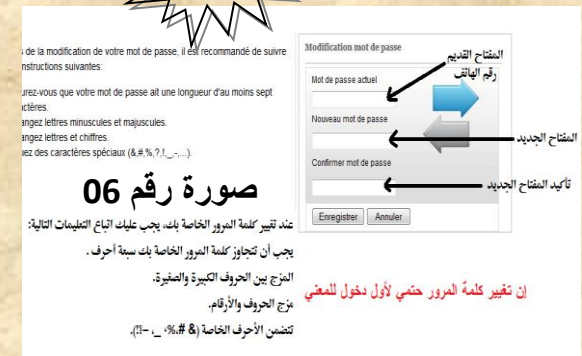 s de la modification de votre mot de passe, il est recommandé de suivre
nstructions suivantes:
urez-vous que votre mot de passe ait une longueur d'au moins sept
ctères.
angez lettres minuscules et majuscules.
angez lettres et chiffres.
ez des caractères spéciaux (&,#,%,?,!,_,-,...).
صورة رقم 06
عند تغيير كلمة المرور الخاصة بك، يجب عليك اتباع التعليمات التالية:
يجب أن تتجاوز كلمة المرور الخاصة بك سبعة أحرف .
المزج بين الحروف الكبيرة والصغيرة.
مزج الحروف والأرقام.
تتضمن الأحرف الخاصة (& #،%، _، –؟!).
Modification mot de passe
المفتاح القديم
رقم الهاتف
Mot de passe actuel
Nouveau mot de passe
المفتاح الجديد
Confirmer mot de passe
تأكيد المفتاح الجديد
Enregistrer
Annuler
إن تغيير كلمة المرور حتمي لأول دخول للمعني